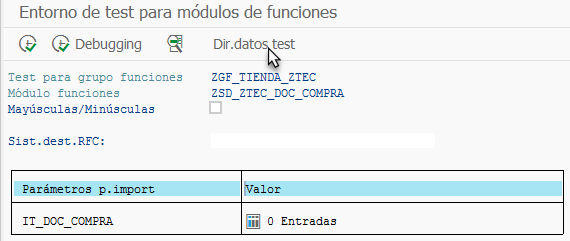 Entorno de test para módulos de funciones
Debugging Dir.datos test
Test para grupo funciones ZGF_TIENDA_ZTEC
Módulo funciones ZSD_ZTEC_DOC_COMPRA
Mayúsculas/Minúsculas
Sist.dest.RFC:
Parámetros p.import Valor
IT_DOC_COMPRA 0 Entradas